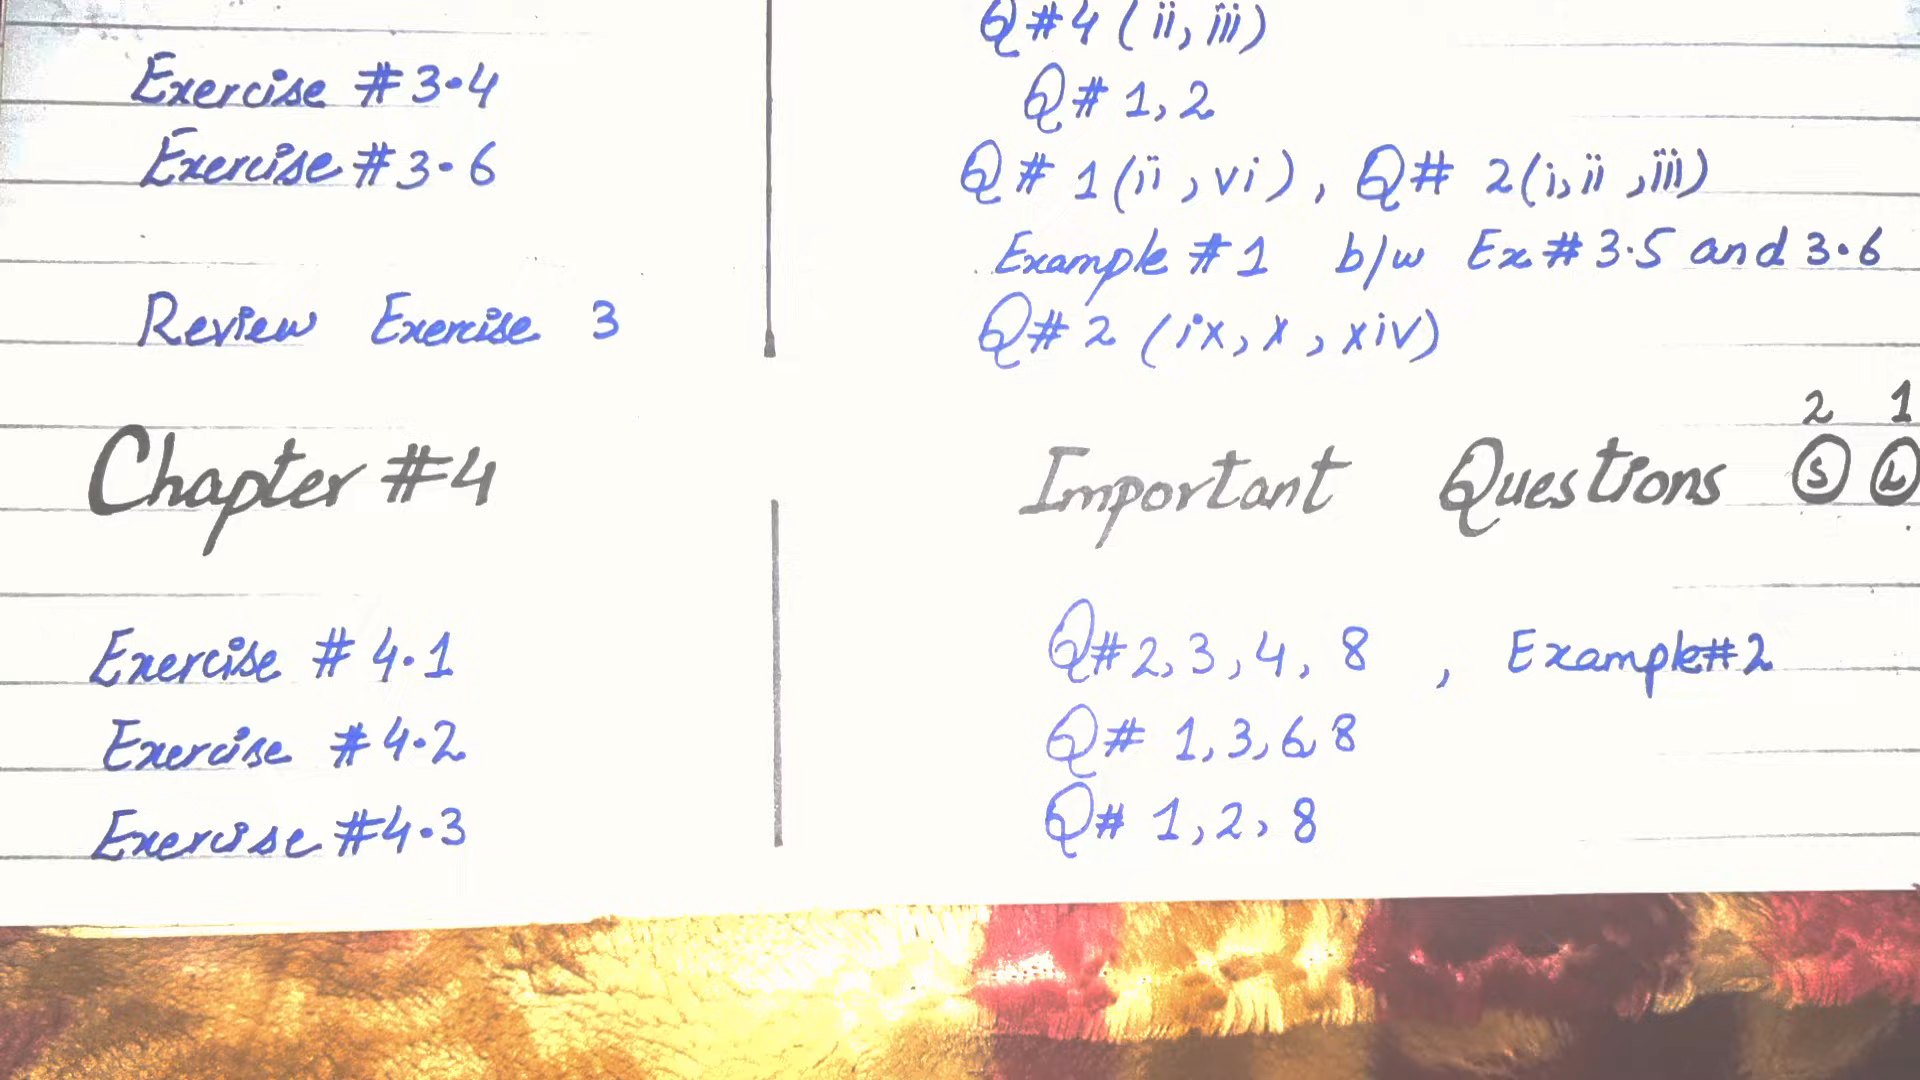 Q#4 (ii, iii)
Exercise #3.4 Q# 1, 2
Exercise #3.6 Q# 1(ii, vi), Q# 2(i, ii, iii)
Example #1 b/w Ex#3.5 and 3.6
Review Exercise 3 Q#2 (ix, x, xiv)
2 1
Chapter #4 Important Questions S L
Exercise #4.1 Q#2, 3, 4, 8, Example#2
Exercise #4.2 Q# 1, 3, 6, 8
Exercise #4.3 Q# 1, 2, 8